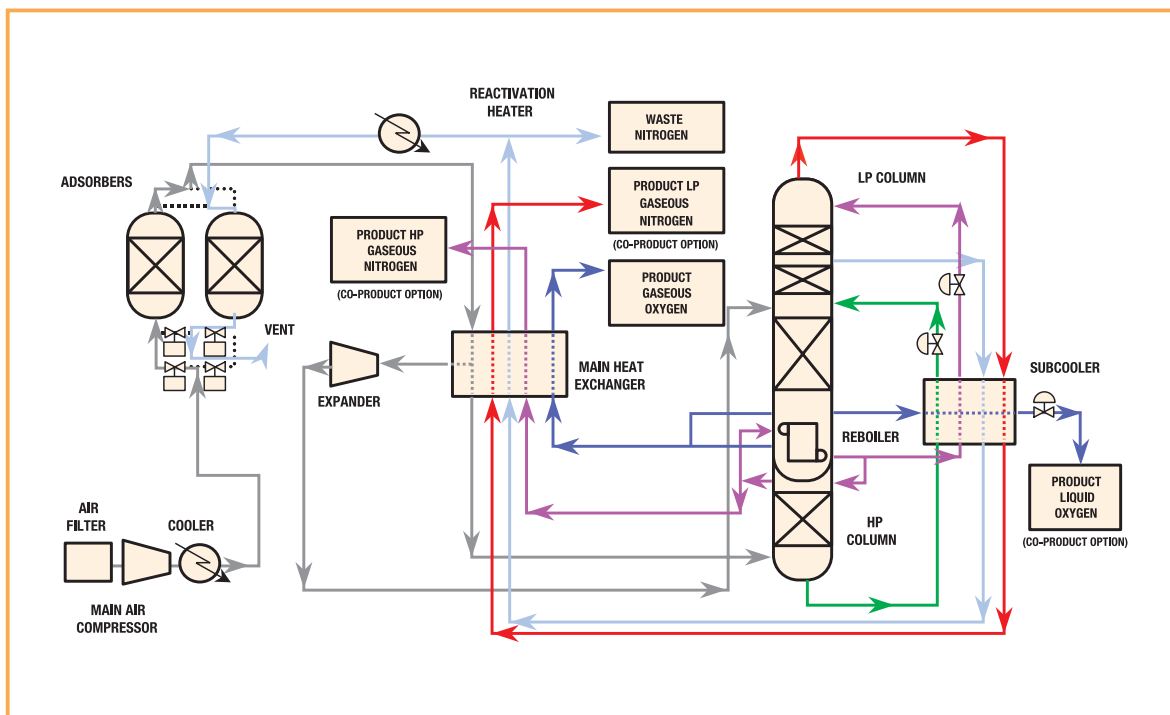 REACTIVATION
HEATER
WASTE
NITROGEN
ADSORBERS
PRODUCT LP
GASEOUS
NITROGEN
(CO-PRODUCT OPTION)
LP COLUMN
PRODUCT HP
GASEOUS
NITROGEN
(CO-PRODUCT OPTION)
PRODUCT
GASEOUS
OXYGEN
VENT
EXPANDER
MAIN HEAT
EXCHANGER
SUBCOOLER
REBOILER
PRODUCT
LIQUID
OXYGEN
(CO-PRODUCT OPTION)
AIR
FILTER
COOLER
HP
COLUMN
MAIN AIR
COMPRESSOR